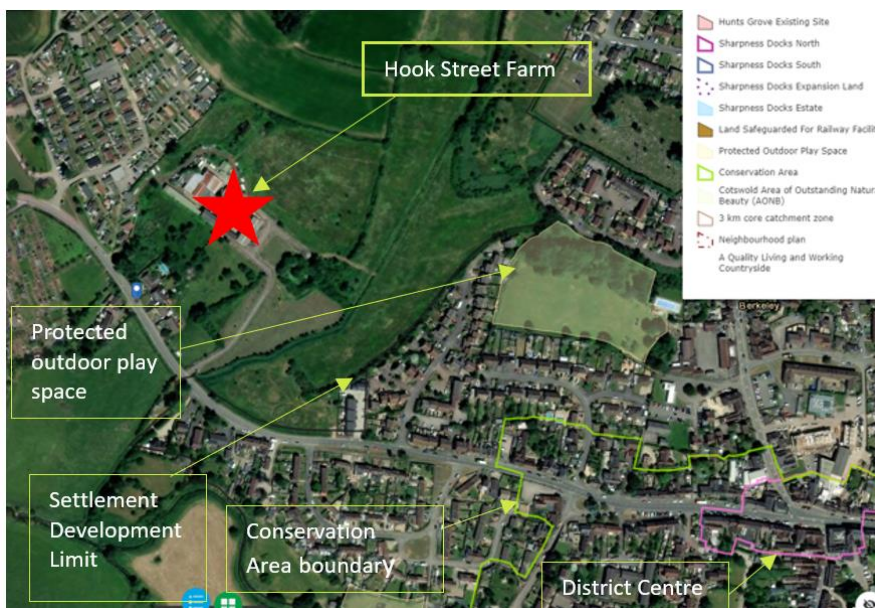 Hook Street Farm
Hunts Grove Existing Site
Sharpness Docks North
Sharpness Docks South
Sharpness Docks Expansion Land
Sharpness Docks Estate
Land Safeguarded For Railway Facilit
Protected Outdoor Play Space
Conservation Area
Cotswold Area of Outstanding Natur
Beauty (AONB)
3 km core catchment zone
Neighbourhood plan
A Quality Living and Working
Countryside
Berkeley
Protected
outdoor play
space
Settlement
Development
Limit
Conservation
Area boundary
District Centre